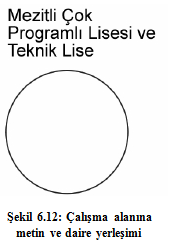 Mezitli Çok
Programlı Lisesi ve
Teknik Lise
Şekil 6.12: Çalışma alanına
metin ve daire yerleşimi